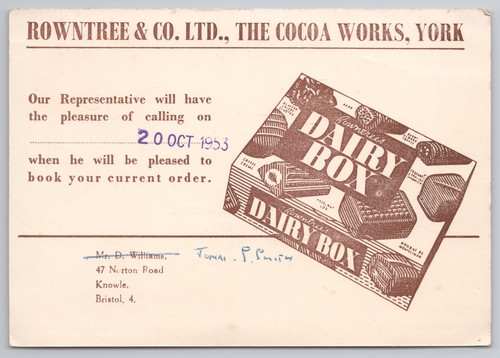 ROWNTREE & CO. LTD., THE COCOA WORKS, YORK
Our Representative will have
the pleasure of calling on
20 OCT 1953
when he will be pleased to
book your current order.
Rowntree's
DAIRY
BOX
Rowntree's
DAIRY BOX
Mr. D. Williams.
47 Norton Road
Knowle.
Bristol, 4.